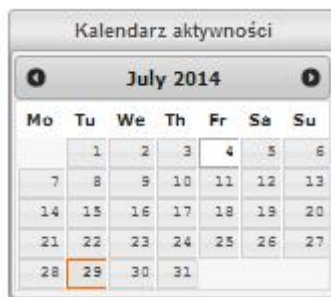 Kalendarz aktywności
July 2014
Mo Tu We Th Fr Sa Su
1 2 3 4 5 6
7 8 9 10 11 12 13
14 15 16 17 18 19 20
21 22 23 24 25 26 27
28 29 30 31